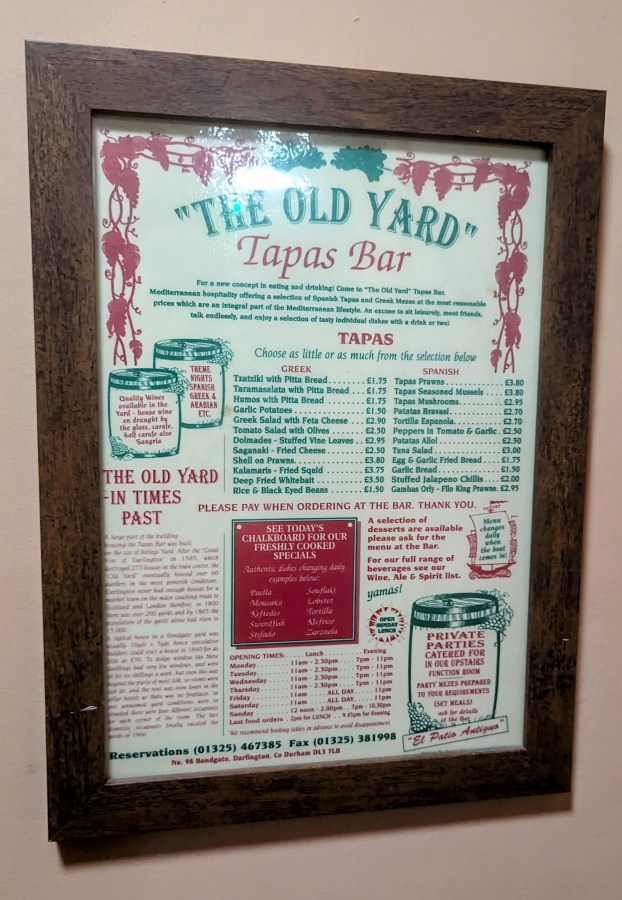 "THE OLD YARD"
Tapas Bar
For a new concept in eating and drinking! Come to "The Old Yard" Tapas Bar.
Mediterranean hospitality offering a selection of Spanish Tapas and Greek Mezes at the most reasonable
prices which are an integral part of the Mediterranean lifestyle. An excuse to sit leisurely, meet friends,
talk endlessly, and enjoy a selection of tasty individual dishes with a drink or two!
TAPAS
Choose as little or as much from the selection below
GREEK
Tzatziki with Pitta Bread £1.75
Taramasalata with Pitta Bread £1.75
Humos with Pitta Bread £1.75
Garlic Potatoes £1.50
Greek Salad with Feta Cheese £2.90
Tomato Salad with Olives £2.50
Dolmades - Stuffed Vine Leaves £2.95
Saganaki - Fried Cheese £2.50
Shell on Prawns £3.80
Kalamaris - Fried Squid £3.75
Deep Fried Whitebait £3.50
Rice & Black Eyed Beans £1.50
SPANISH
Tapas Prawns £3.80
Tapas Seasoned Mussels £3.80
Tapas Mushrooms £2.95
Patatas Bravas £2.70
Tortilla Espanola £2.70
Peppers in Tomato & Garlic £2.50
Patatas Aliol £2.50
Tuna Salad £3.00
Egg & Garlic Fried Bread £1.75
Garlic Bread £1.50
Stuffed Jalapeno Chillis £2.00
Gambas Orly - Filo King Prawns £2.95
Quality Wines
available in the
Yard - house wine
on draught by
the glass, carafe,
half carafe also
Sangria
THEME
NIGHTS
SPANISH
GREEK &
ARABIAN
ETC.
THE OLD YARD
-IN TIMES
PAST
PLEASE PAY WHEN ORDERING AT THE BAR. THANK YOU.
SEE TODAY'S
CHALKBOARD FOR OUR
FRESHLY COOKED
SPECIALS
Authentic dishes changing daily
examples below:
Paella Souflaki
Mousaka Lobster
Keftedes Tortilla
Swordfish Kleftico
Stifado Zarzuela
A selection of
desserts are available
please ask for the
menu at the Bar.
For our full range of
beverages see our
Wine, Ale & Spirit list.
yamas!
Menu
changes
daily
when
the boat
comes in!
OPEN
SUNDAY
LUNCH
PRIVATE
PARTIES
CATERED FOR
IN OUR UPSTAIRS
FUNCTION ROOM
PARTY MEZES PREPARED
TO YOUR REQUIREMENTS
(SET MEALS)
ask for details
at the Bar
"El Patio Antiguo"
OPENING TIMES: Lunch Evening
Monday 11am - 2.30pm 7pm - 11pm
Tuesday 11am - 2.30pm 7pm - 11pm
Wednesday 11am - 2.30pm 7pm - 11pm
Thursday 11am - 2.30pm 7pm - 11pm
Friday 11am ALL DAY 11pm
Saturday 11am ALL DAY 11pm
Sunday 12 noon - 2.00pm 7pm - 10.30pm
Last food orders 2pm for LUNCH 9.45pm for Evening
We recommend booking tables in advance to avoid disappointment
Reservations (01325) 467385 Fax (01325) 381998
No. 98 Bondgate, Darlington, Co Durham DL3 7LB